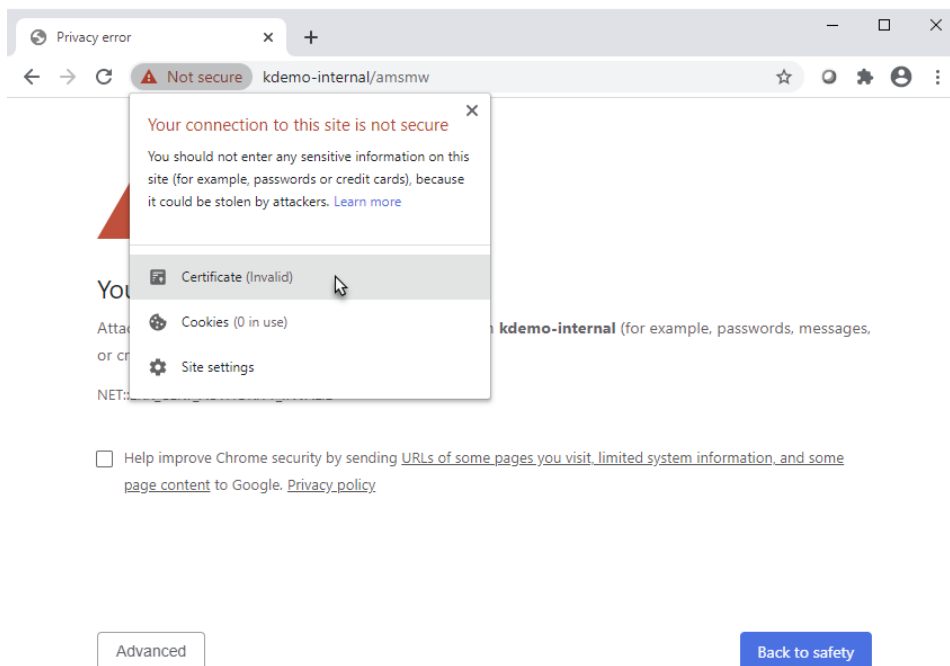 Privacy error
Not secure kdemo-internal/amsmw
Your connection to this site is not secure
You should not enter any sensitive information on this
site (for example, passwords or credit cards), because
it could be stolen by attackers. Learn more
Certificate (Invalid)
Cookies (0 in use)
Site settings
You
Attac
kdemo-internal (for example, passwords, messages,
or cr
NET::
Help improve Chrome security by sending URLs of some pages you visit, limited system information, and some
page content to Google. Privacy policy
Advanced
Back to safety